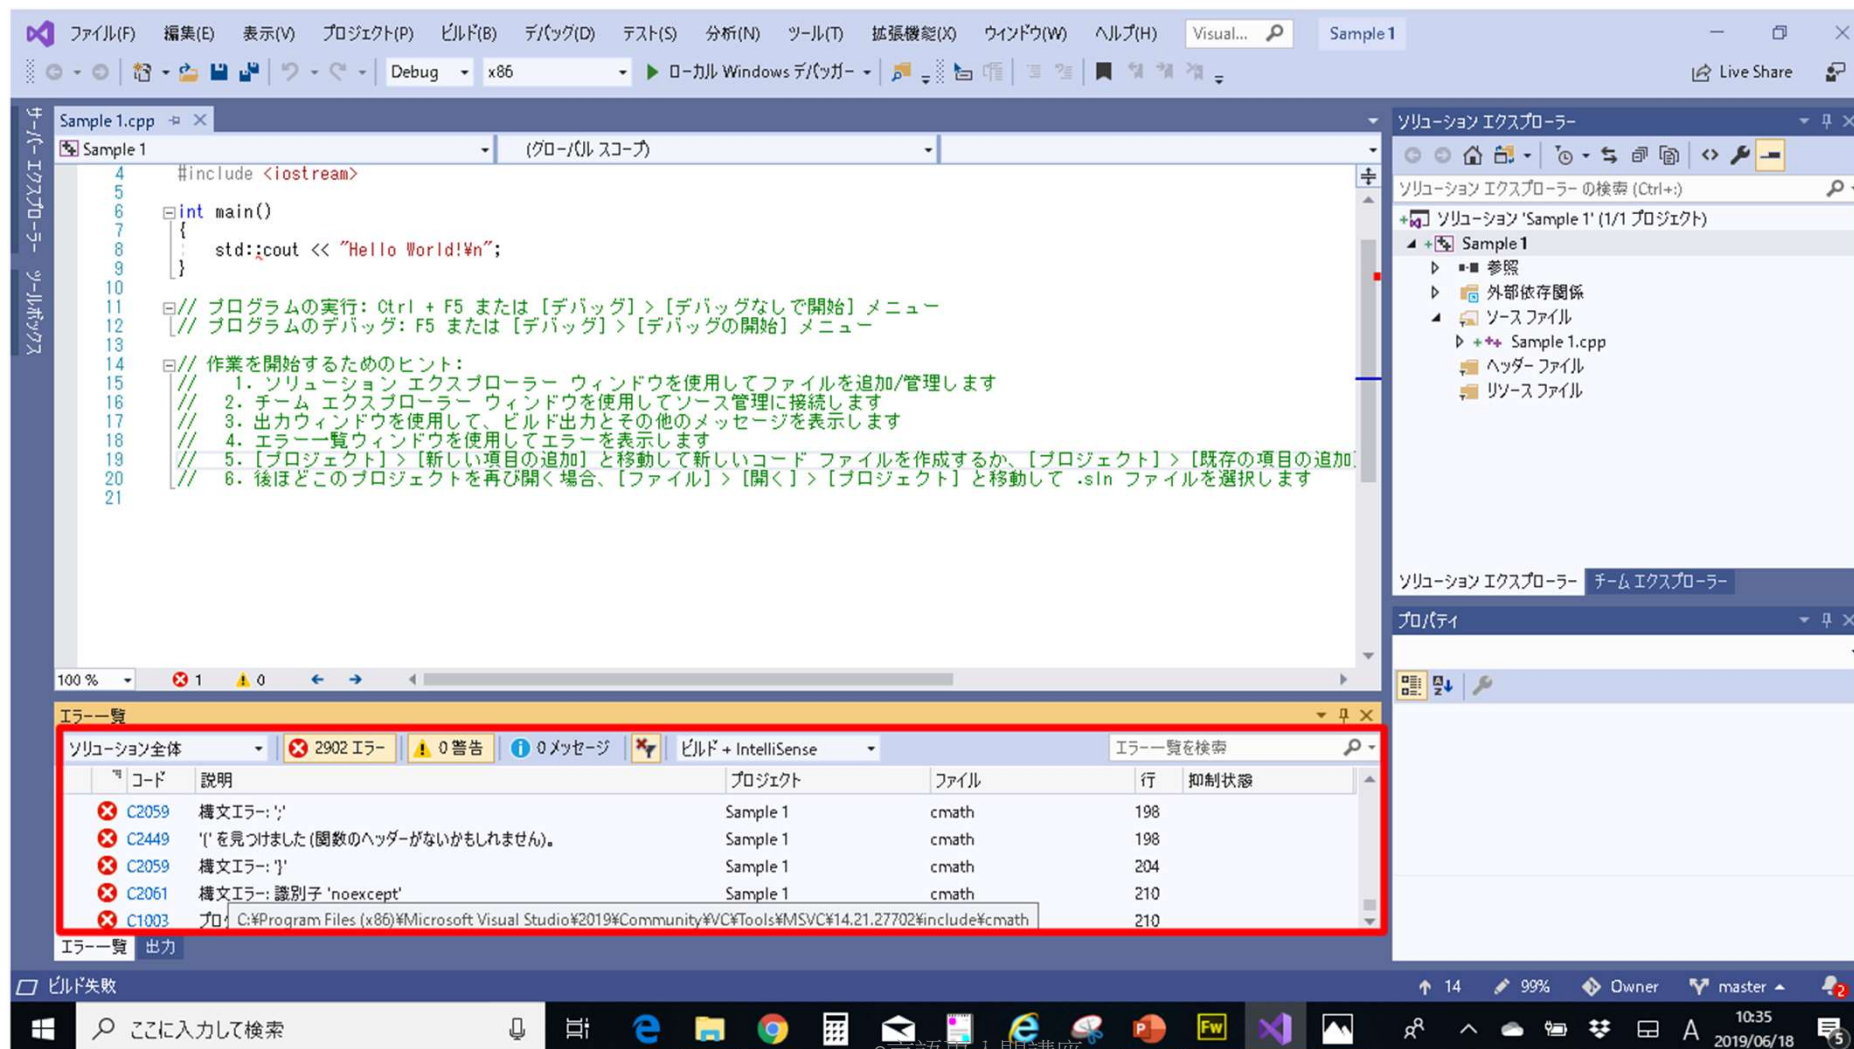 ファイル(F) 編集(E) 表示(V) プロジェクト(P) ビルド(B) デバッグ(D) テスト(S) 分析(N) ツール(T) 拡張機能(X) ウィンドウ(W) ヘルプ(H) Visual... Sample 1
Debug x86 ローカル Windows デバッガー Live Share
サーバー エクスプローラー
ツールボックス
Sample 1.cpp
Sample 1 (グローバル スコープ)
4 #include <iostream>
5
6 int main()
7 {
8 std::cout << "Hello World!¥n";
9 }
10
11 // プログラムの実行: Ctrl + F5 または [デバッグ] > [デバッグなしで開始] メニュー
12 // プログラムのデバッグ: F5 または [デバッグ] > [デバッグの開始] メニュー
13
14 // 作業を開始するためのヒント:
15 // 1. ソリューション エクスプローラー ウィンドウを使用してファイルを追加/管理します
16 // 2. チーム エクスプローラー ウィンドウを使用してソース管理に接続します
17 // 3. 出力ウィンドウを使用して、ビルド出力とその他のメッセージを表示します
18 // 4. エラー一覧ウィンドウを使用してエラーを表示します
19 // 5. [プロジェクト] > [新しい項目の追加] と移動して新しいコード ファイルを作成するか、[プロジェクト] > [既存の項目の追加]
20 // 6. 後ほどこのプロジェクトを再び開く場合、[ファイル] > [開く] > [プロジェクト] と移動して .sln ファイルを選択します
21
100 % 1 0
エラー一覧
ソリューション全体 2902 エラー 0 警告 0 メッセージ ビルド + IntelliSense エラー一覧を検索
コード 説明 プロジェクト ファイル 行 抑制状態
C2059 構文エラー: ';' Sample 1 cmath 198
C2449 '{' を見つけました (関数のヘッダーがないかもしれません)。 Sample 1 cmath 198
C2059 構文エラー: '}' Sample 1 cmath 204
C2061 構文エラー: 識別子 'noexcept' Sample 1 cmath 210
C1003 プロ C:¥Program Files (x86)¥Microsoft Visual Studio¥2019¥Community¥VC¥Tools¥MSVC¥14.21.27702¥include¥cmath 210
エラー一覧 出力
ソリューション エクスプローラー
ソリューション エクスプローラー の検索 (Ctrl+:)
ソリューション 'Sample 1' (1/1 プロジェクト)
Sample 1
参照
外部依存関係
ソース ファイル
Sample 1.cpp
ヘッダー ファイル
リソース ファイル
ソリューション エクスプローラー チーム エクスプローラー
プロパティ
ビルド失敗 14 99% Owner master 2
ここに入力して検索 Fw A 10:35
2019/06/18 5